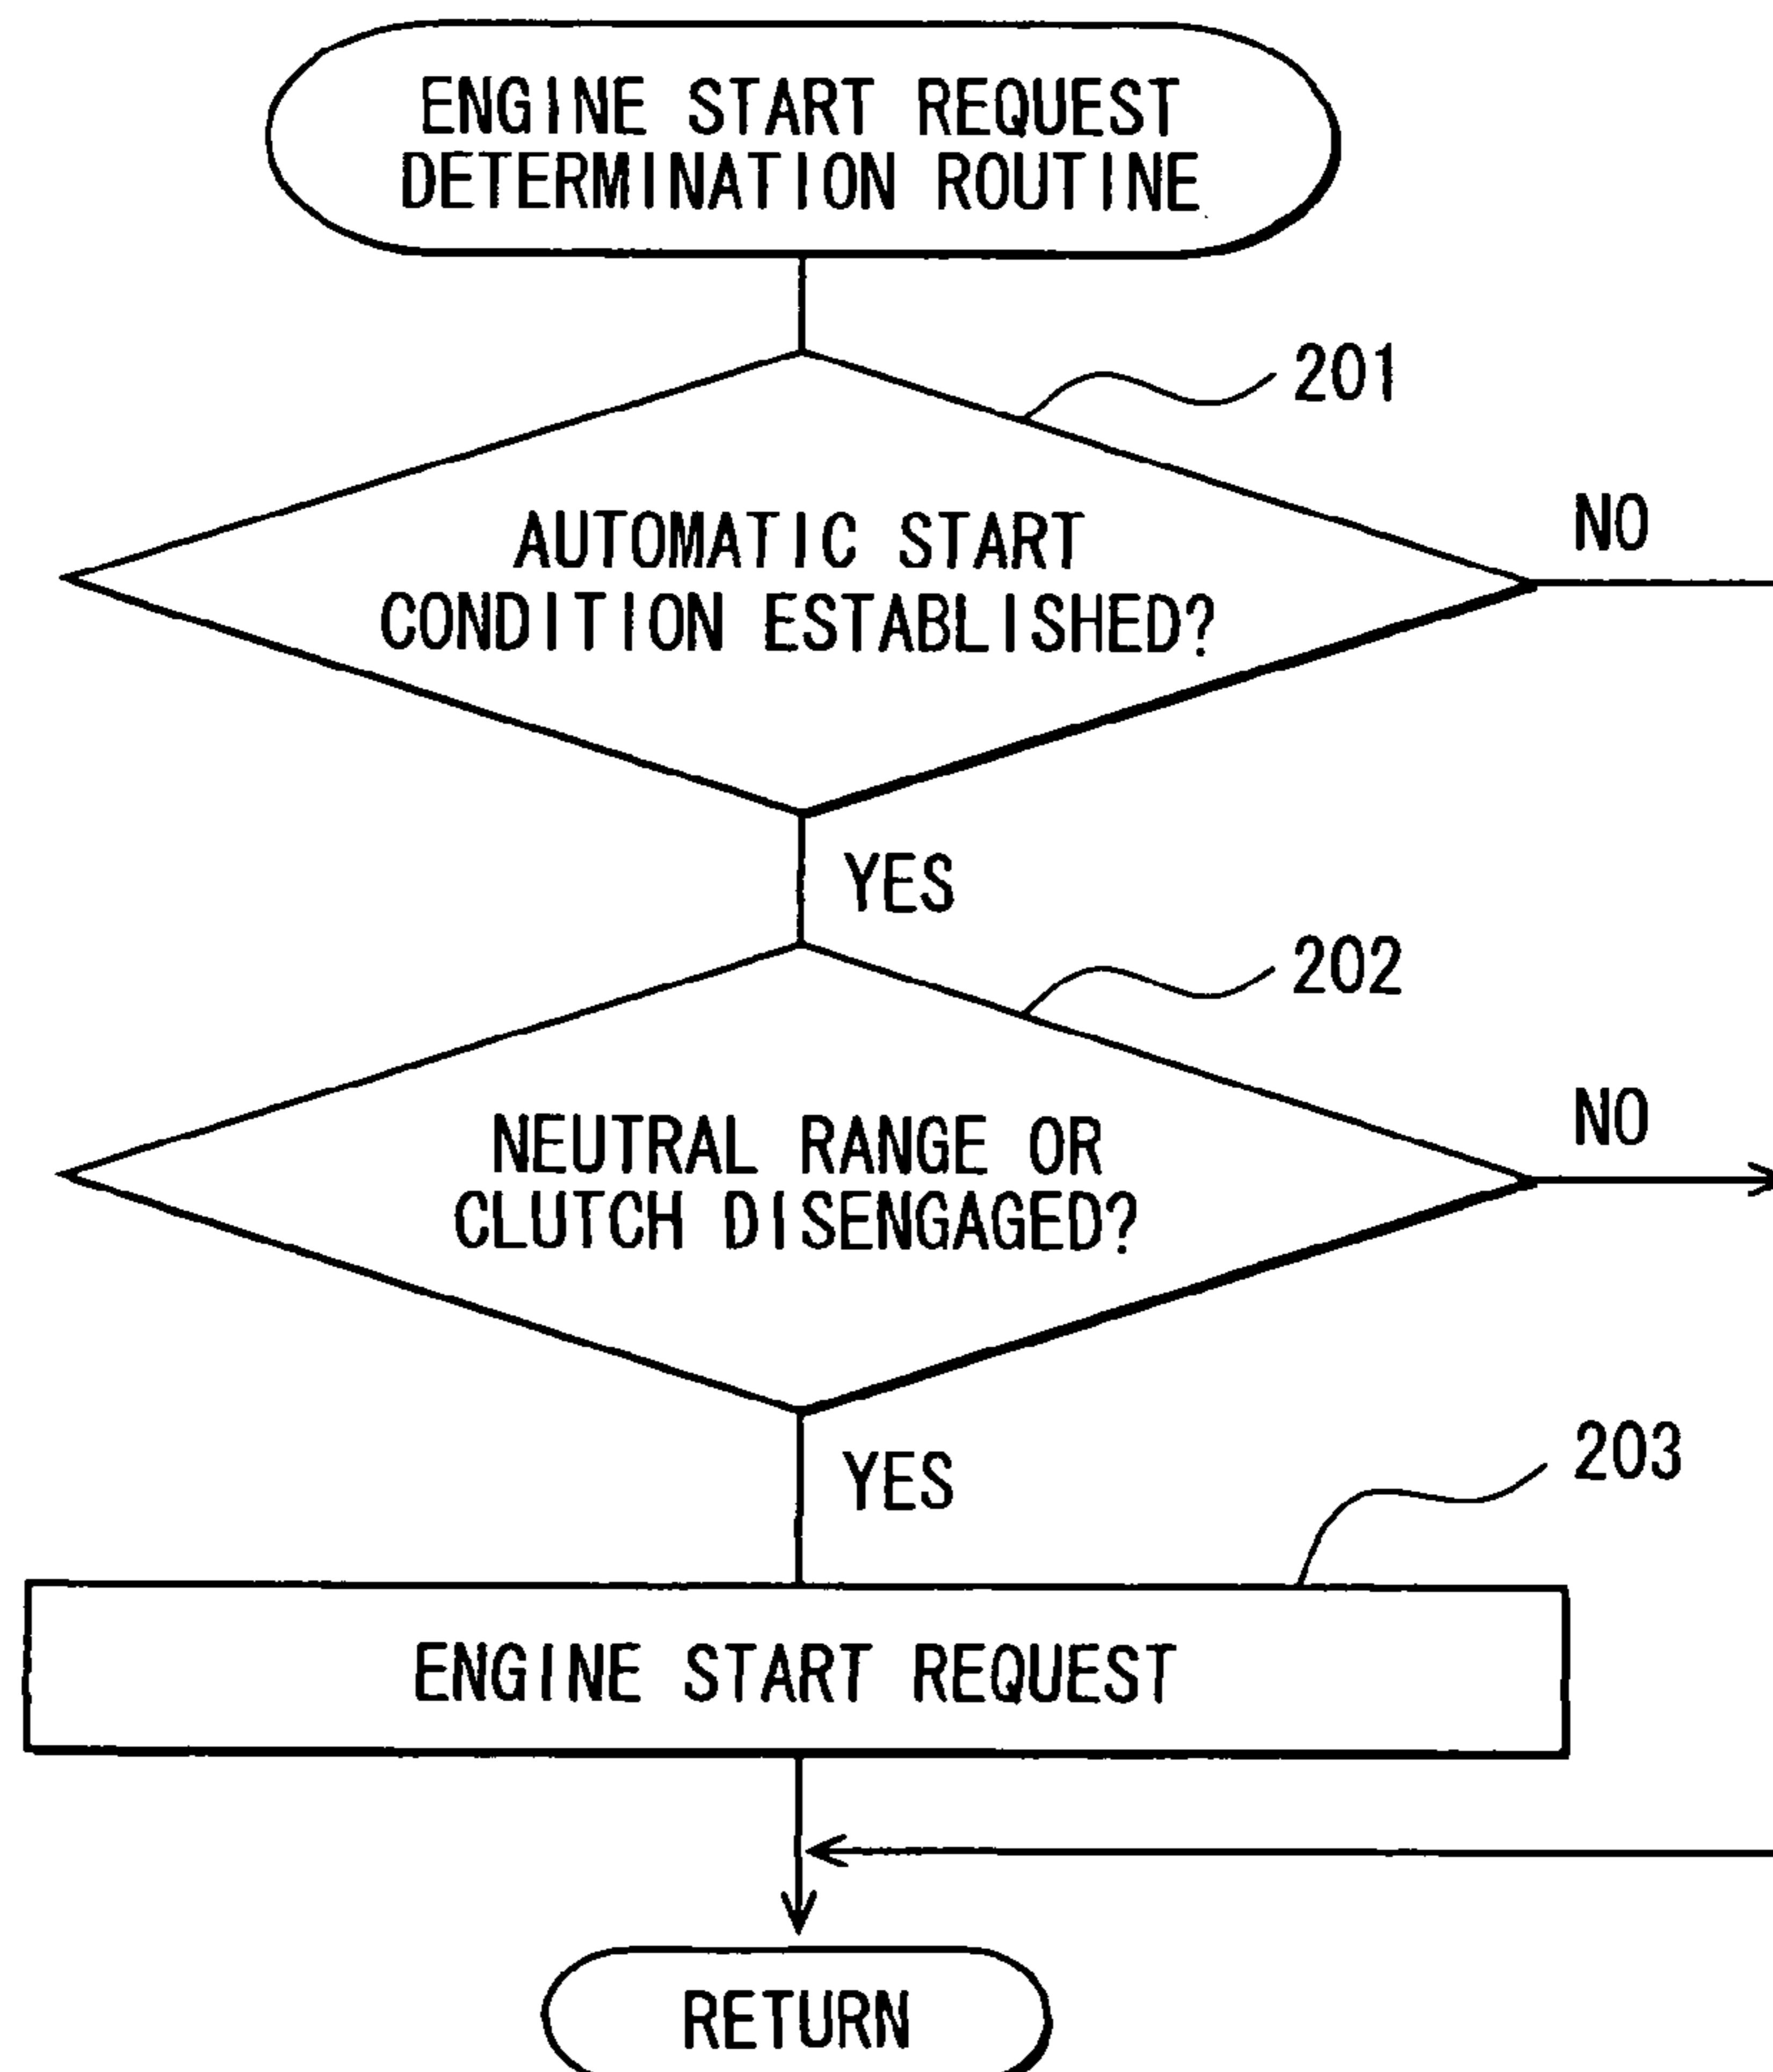 ENGINE START REQUEST
DETERMINATION ROUTINE
201
AUTOMATIC START
CONDITION ESTABLISHED?
NO
YES
202
NEUTRAL RANGE OR
CLUTCH DISENGAGED?
NO
YES
203
ENGINE START REQUEST
RETURN